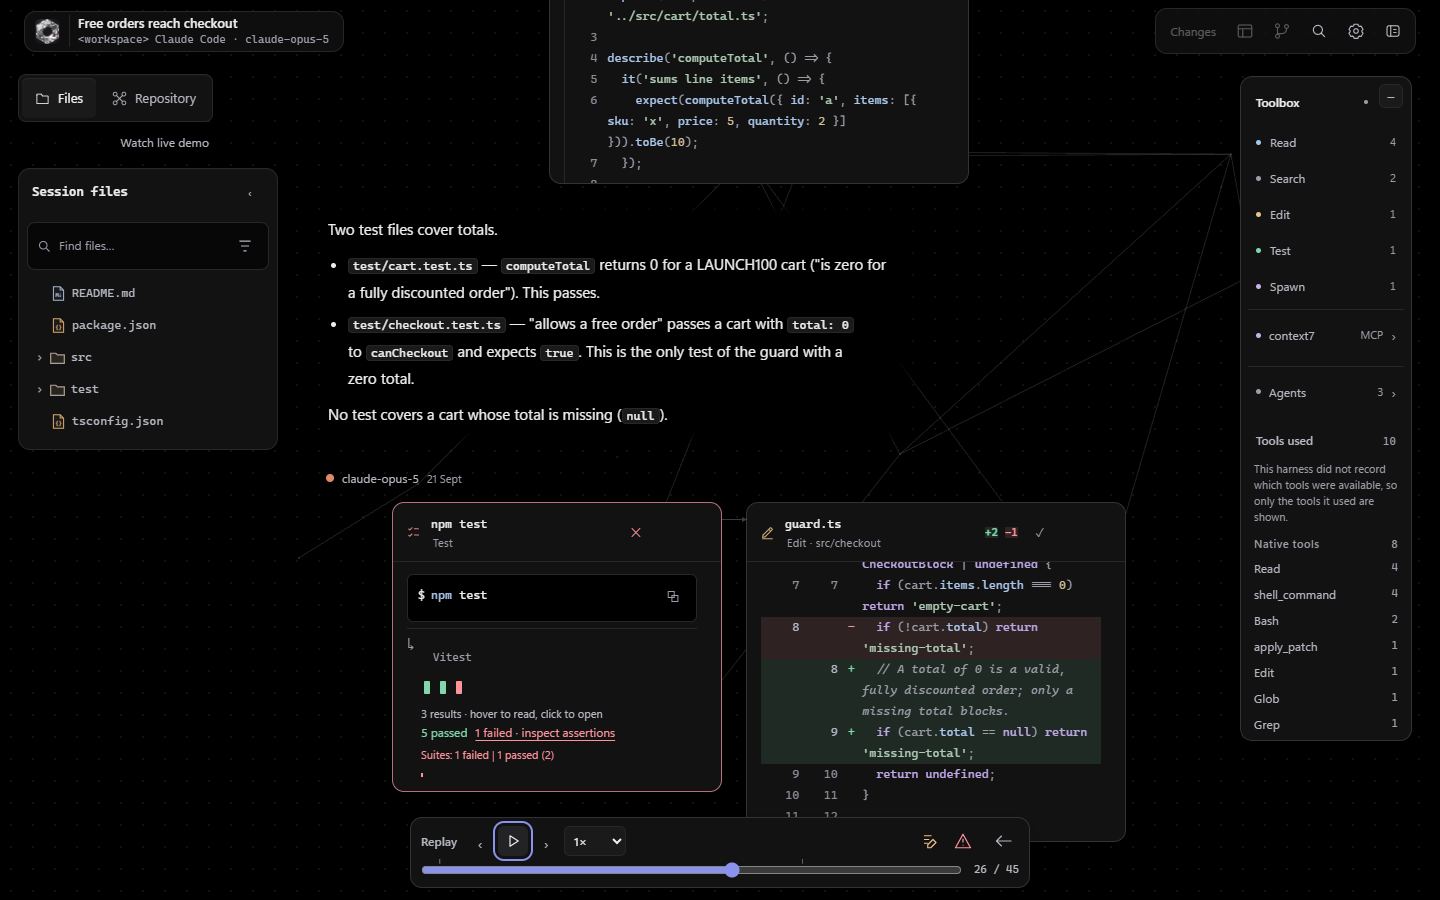 Free orders reach checkout
<workspace> Claude Code · claude-opus-5
Files
Repository
Watch live demo
Session files
Find files...
README.md
package.json
src
test
tsconfig.json
'../src/cart/total.ts';
3
4 describe('computeTotal', () => {
5 it('sums line items', () => {
6 expect(computeTotal({ id: 'a', items: [{
sku: 'x', price: 5, quantity: 2 }]
})).toBe(10);
7 });
Two test files cover totals.
• test/cart.test.ts — computeTotal returns 0 for a LAUNCH100 cart ("is zero for
a fully discounted order"). This passes.
• test/checkout.test.ts — "allows a free order" passes a cart with total: 0
to canCheckout and expects true. This is the only test of the guard with a
zero total.
No test covers a cart whose total is missing (null).
claude-opus-5 21 Sept
npm test
Test
$ npm test
Vitest
3 results · hover to read, click to open
5 passed 1 failed · inspect assertions
Suites: 1 failed | 1 passed (2)
guard.ts
Edit · src/checkout
+2 −1
CheckoutBlock | undefined {
7 7 if (cart.items.length === 0)
return 'empty-cart';
8 − if (!cart.total) return
'missing-total';
8 + // A total of 0 is a valid,
fully discounted order; only a
missing total blocks.
9 + if (cart.total == null) return
'missing-total';
9 10 return undefined;
10 11 }
11 12
Replay
1×
26 / 45
Changes
Toolbox
Read 4
Search 2
Edit 1
Test 1
Spawn 1
context7 MCP
Agents 3
Tools used 10
This harness did not record
which tools were available, so
only the tools it used are
shown.
Native tools 8
Read 4
shell_command 4
Bash 2
apply_patch 1
Edit 1
Glob 1
Grep 1